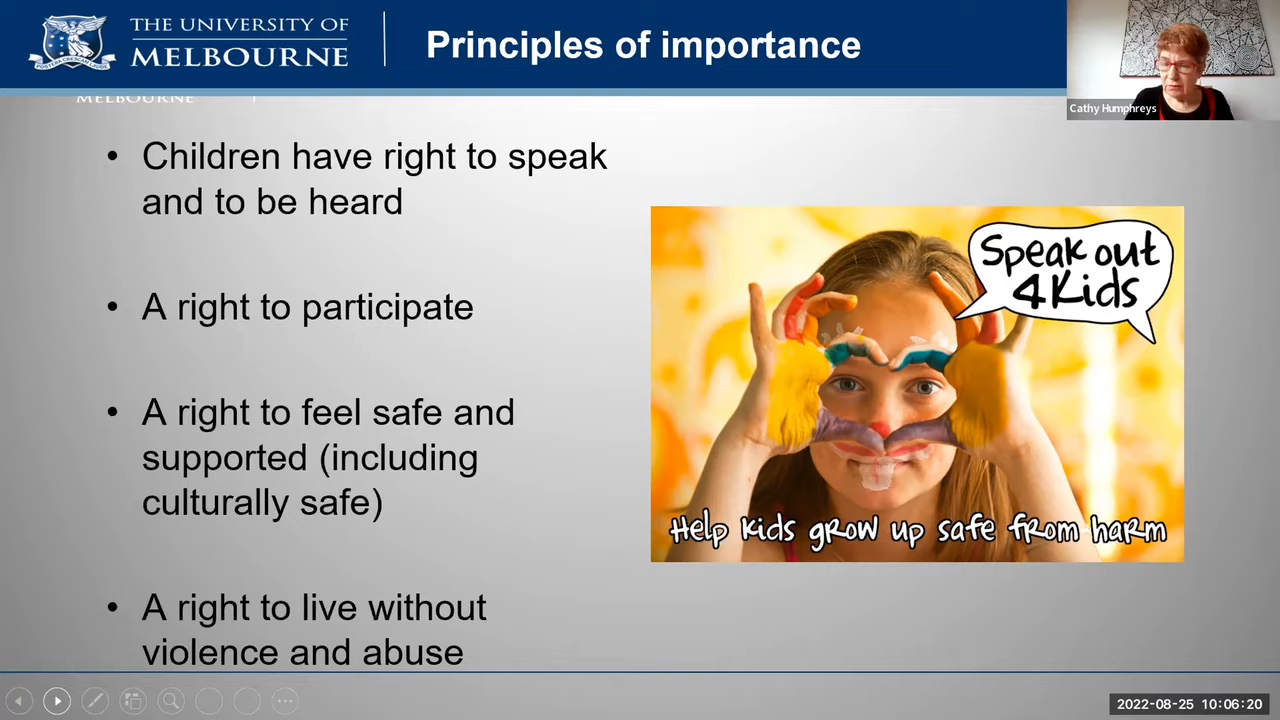 THE UNIVERSITY OF
MELBOURNE
Principles of importance
Cathy Humphreys
MELBOURNE
• Children have right to speak
and to be heard
• A right to participate
• A right to feel safe and
supported (including
culturally safe)
• A right to live without
violence and abuse
Speak out
4Kids
Help kids grow up safe from harm
2022-08-25 10:06:20